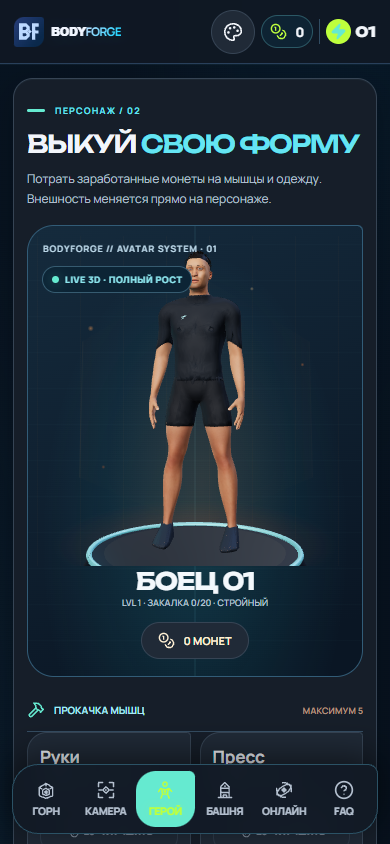 BF BODYFORGE
0
01
ПЕРСОНАЖ / 02
ВЫКУЙ СВОЮ ФОРМУ
Потрать заработанные монеты на мышцы и одежду.
Внешность меняется прямо на персонаже.
BODYFORGE // AVATAR SYSTEM · 01
LIVE 3D · ПОЛНЫЙ РОСТ
БОЕЦ 01
LVL 1 · ЗАКАЛКА 0/20 · СТРОЙНЫЙ
0 МОНЕТ
ПРОКАЧКА МЫШЦ
МАКСИМУМ 5
Руки
Пресс
ГОРН
КАМЕРА
ГЕРОЙ
БАШНЯ
ОНЛАЙН
FAQ